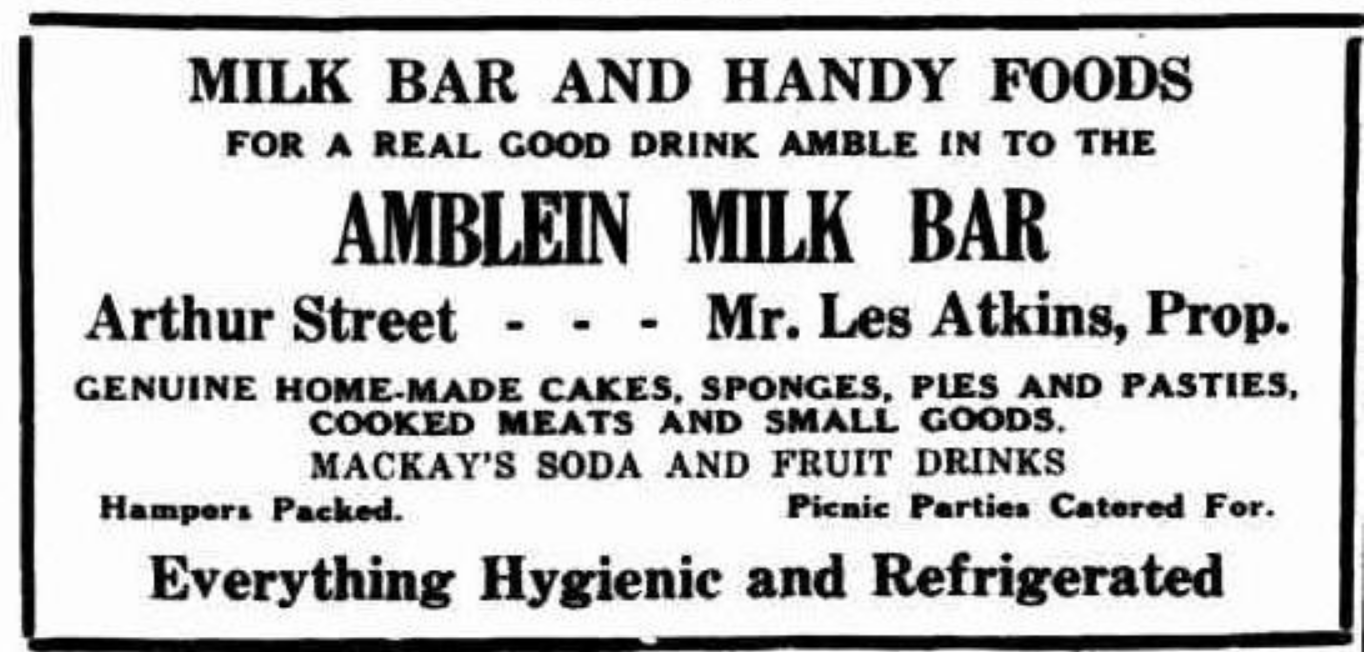 MILK BAR AND HANDY FOODS
FOR A REAL GOOD DRINK AMBLE IN TO THE
AMBLEIN MILK BAR
Arthur Street - - - Mr. Les Atkins, Prop.
GENUINE HOME-MADE CAKES, SPONGES, PIES AND PASTIES,
COOKED MEATS AND SMALL GOODS.
MACKAY'S SODA AND FRUIT DRINKS
Hampers Packed. Picnic Parties Catered For.
Everything Hygienic and Refrigerated